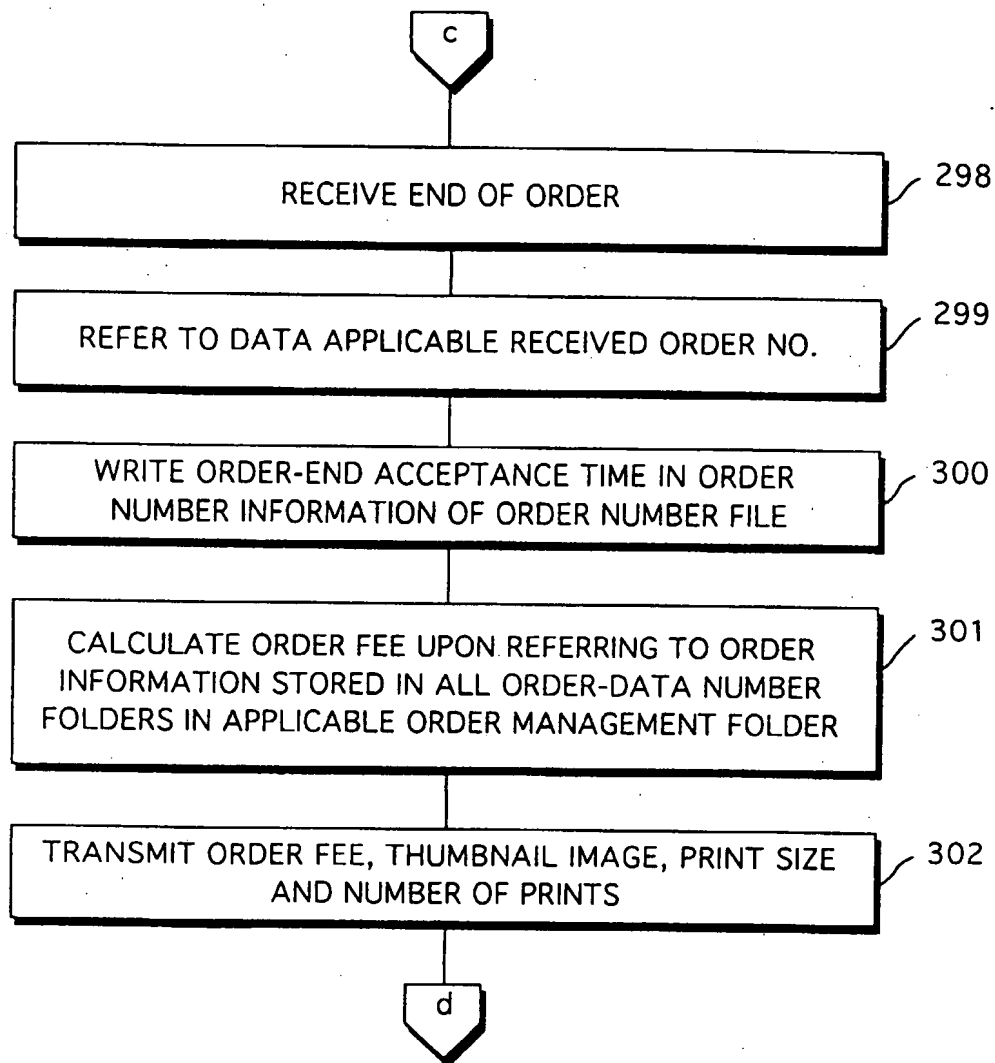 c
RECEIVE END OF ORDER
298
REFER TO DATA APPLICABLE RECEIVED ORDER NO.
299
WRITE ORDER-END ACCEPTANCE TIME IN ORDER
NUMBER INFORMATION OF ORDER NUMBER FILE
300
CALCULATE ORDER FEE UPON REFERRING TO ORDER
INFORMATION STORED IN ALL ORDER-DATA NUMBER
FOLDERS IN APPLICABLE ORDER MANAGEMENT FOLDER
301
TRANSMIT ORDER FEE, THUMBNAIL IMAGE, PRINT SIZE
AND NUMBER OF PRINTS
302
d